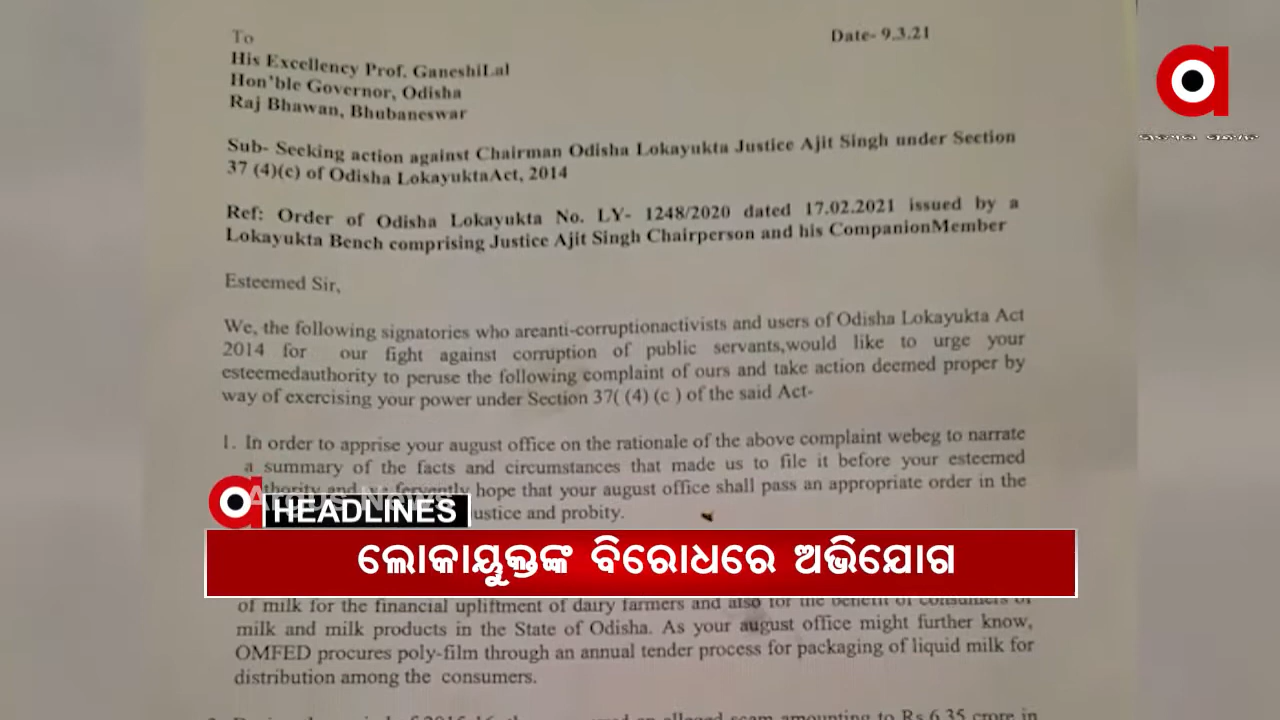 To
Date- 9.3.21
His Excellency Prof. GaneshiLal
Hon'ble Governor, Odisha
Raj Bhawan, Bhubaneswar
Sub- Seeking action against Chairman Odisha Lokayukta Justice Ajit Singh under Section
37 (4)(c) of Odisha LokayuktaAct, 2014
Ref: Order of Odisha Lokayukta No. LY- 1248/2020 dated 17.02.2021 issued by a
Lokayukta Bench comprising Justice Ajit Singh Chairperson and his CompanionMember
Esteemed Sir,
We, the following signatories who areanti-corruptionactivists and users of Odisha Lokayukta Act
2014 for our fight against corruption of public servants,would like to urge your
esteemedauthority to peruse the following complaint of ours and take action deemed proper by
way of exercising your power under Section 37( (4) (c ) of the said Act-
1. In order to apprise your august office on the rationale of the above complaint webeg to narrate
a summary of the facts and circumstances that made us to file it before your esteemed
hope that your august office shall pass an appropriate order in the
ustice and probity.
HEADLINES
ଲୋକାୟୁକ୍ତଙ୍କ ବିରୋଧରେ ଅଭିଯୋଗ
of milk for the financial upliftment of dairy farmers and also for the benefit of consumers of
milk and milk products in the State of Odisha. As your august office might further know,
OMFED procures poly-film through an annual tender process for packaging of liquid milk for
distribution among the consumers.
alleged scam amounting to Rs 6.35 crore in